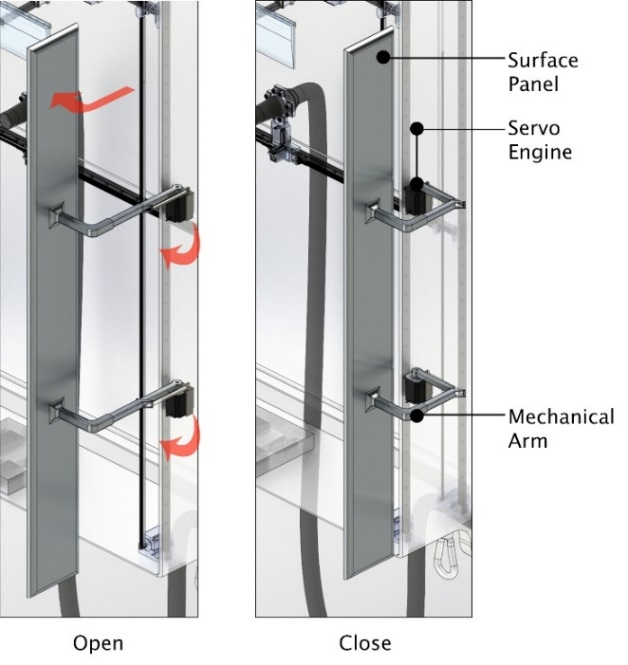 Surface
Panel
Servo
Engine
Mechanical
Arm
Open
Close